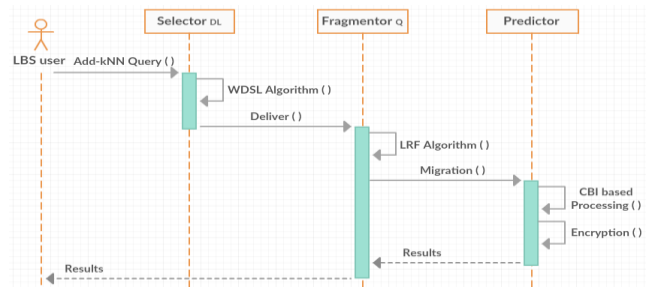 Selector DL
Fragmentor Q
Predictor
LBS user
Add-kNN Query ( )
WDSL Algorithm ( )
Deliver ( )
LRF Algorithm ( )
Migration ( )
CBI based
Processing ( )
Encryption ( )
Results
Results